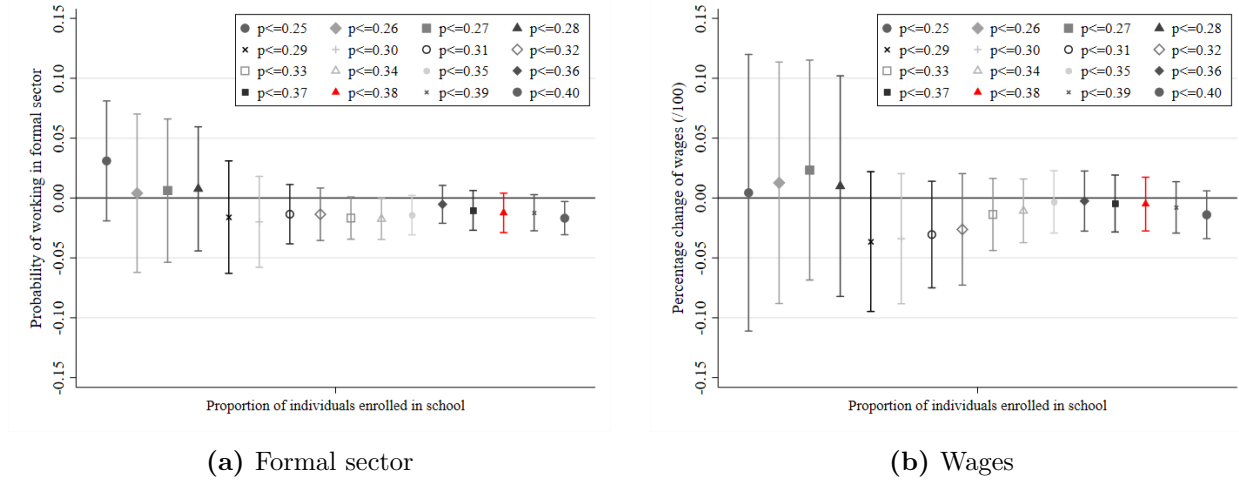 0.15
0.10
0.05
0.00
-0.05
-0.10
-0.15
Probability of working in formal sector
p<=0.25 p<=0.26 p<=0.27 p<=0.28
p<=0.29 p<=0.30 p<=0.31 p<=0.32
p<=0.33 p<=0.34 p<=0.35 p<=0.36
p<=0.37 p<=0.38 p<=0.39 p<=0.40
Proportion of individuals enrolled in school
(a) Formal sector
0.15
0.10
0.05
0.00
-0.05
-0.10
-0.15
Percentage change of wages (/100)
p<=0.25 p<=0.26 p<=0.27 p<=0.28
p<=0.29 p<=0.30 p<=0.31 p<=0.32
p<=0.33 p<=0.34 p<=0.35 p<=0.36
p<=0.37 p<=0.38 p<=0.39 p<=0.40
Proportion of individuals enrolled in school
(b) Wages